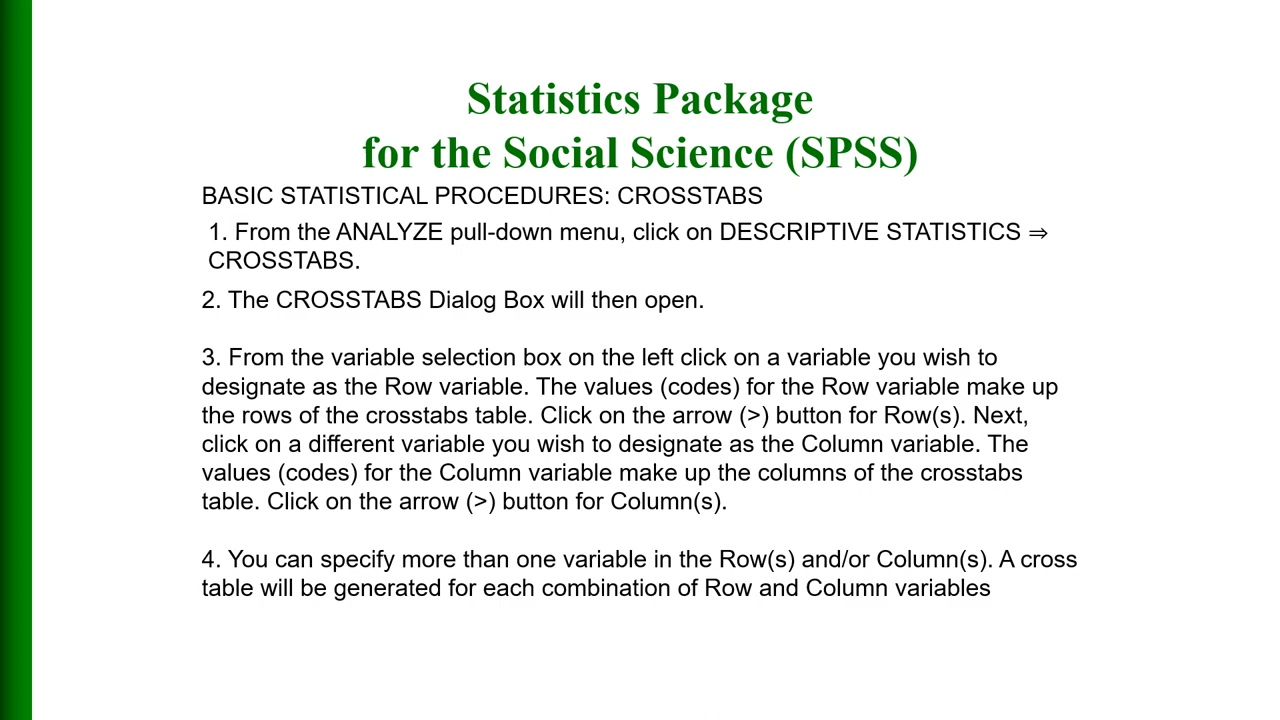 Statistics Package
for the Social Science (SPSS)
BASIC STATISTICAL PROCEDURES: CROSSTABS
1. From the ANALYZE pull-down menu, click on DESCRIPTIVE STATISTICS ⇒
CROSSTABS.
2. The CROSSTABS Dialog Box will then open.
3. From the variable selection box on the left click on a variable you wish to
designate as the Row variable. The values (codes) for the Row variable make up
the rows of the crosstabs table. Click on the arrow (>) button for Row(s). Next,
click on a different variable you wish to designate as the Column variable. The
values (codes) for the Column variable make up the columns of the crosstabs
table. Click on the arrow (>) button for Column(s).
4. You can specify more than one variable in the Row(s) and/or Column(s). A cross
table will be generated for each combination of Row and Column variables